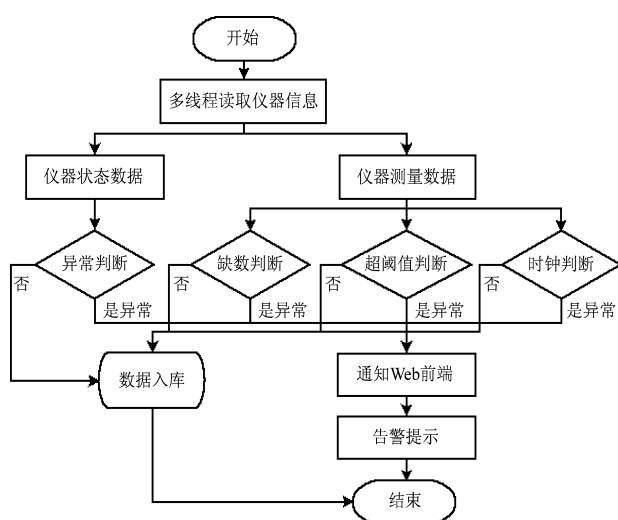 开始
多线程读取仪器信息
仪器状态数据
仪器测量数据
异常判断
缺数判断
超阈值判断
时钟判断
否
否
否
否
是异常
是异常
是异常
是异常
数据入库
通知Web前端
告警提示
结束